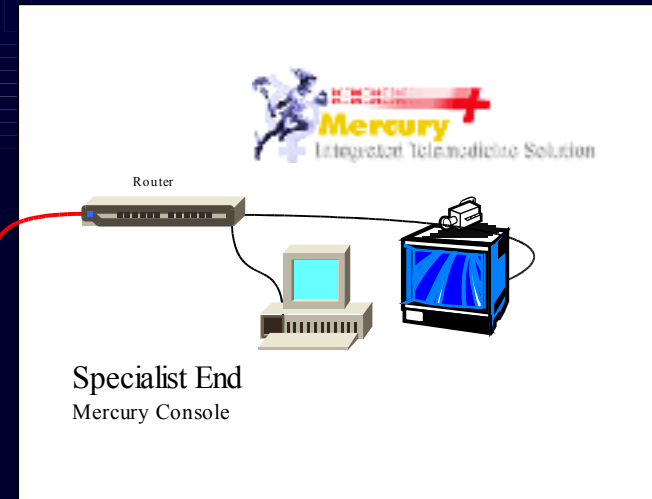 Mercury
Integrated Telemedicine Solution
Router
Specialist End
Mercury Console